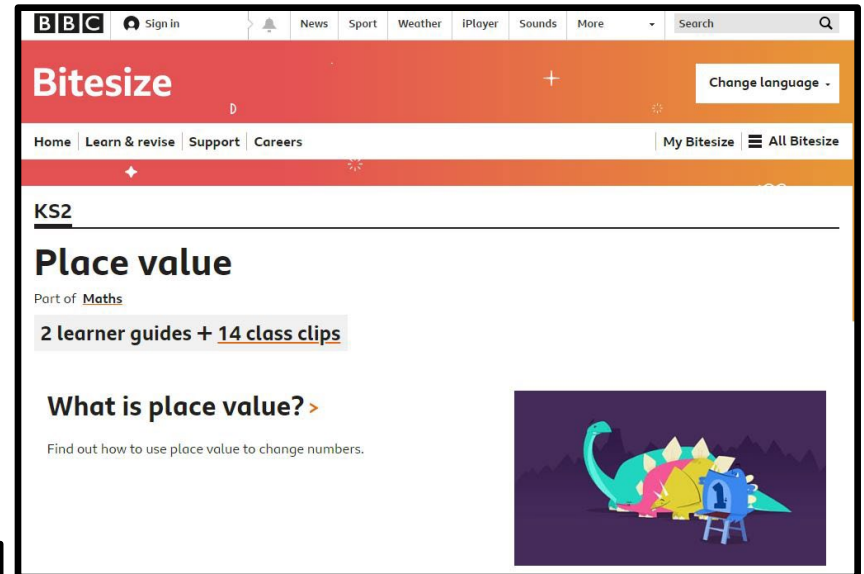 BBC Sign in News Sport Weather iPlayer Sounds More Search
Bitesize
Change language
Home Learn & revise Support Careers My Bitesize All Bitesize
KS2
Place value
Part of Maths
2 learner guides + 14 class clips
What is place value? >
Find out how to use place value to change numbers.
1